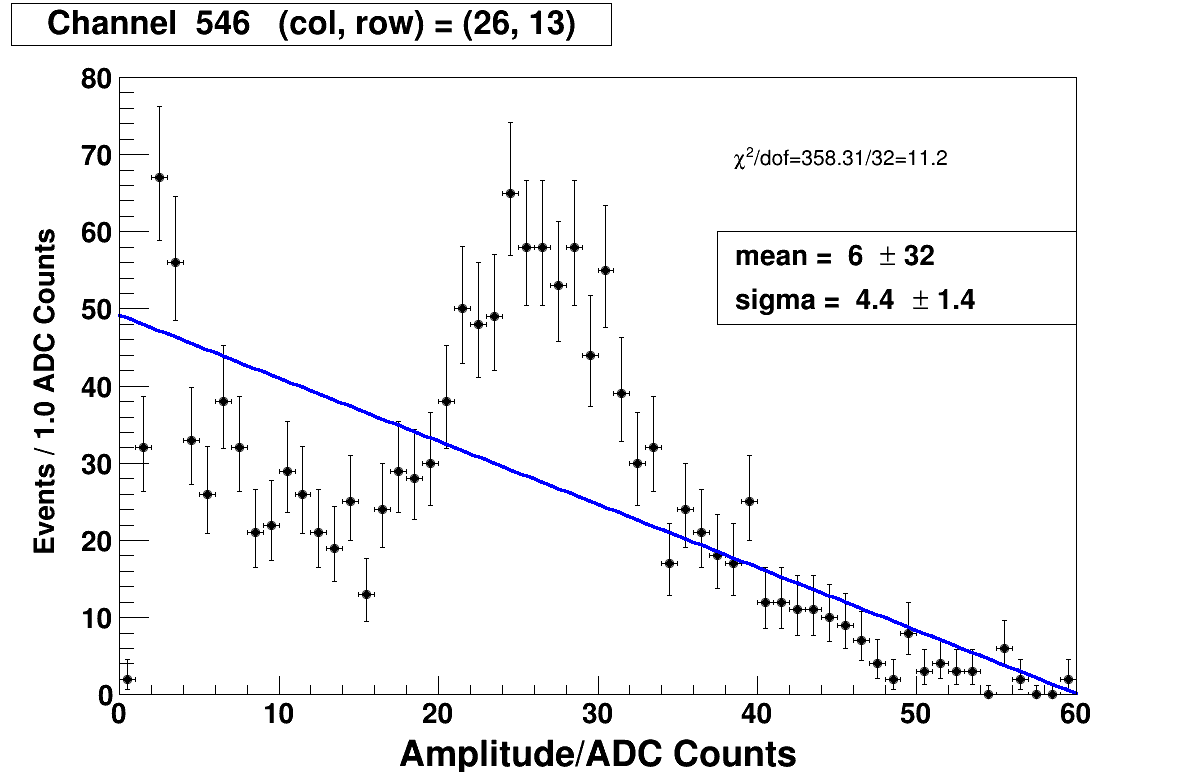 Channel 546 (col, row) = (26, 13)
80
70
60
50
40
30
20
10
0
Events / 1.0 ADC Counts
χ²/dof=358.31/32=11.2
mean = 6 ± 32
sigma = 4.4 ± 1.4
0 10 20 30 40 50 60
Amplitude/ADC Counts